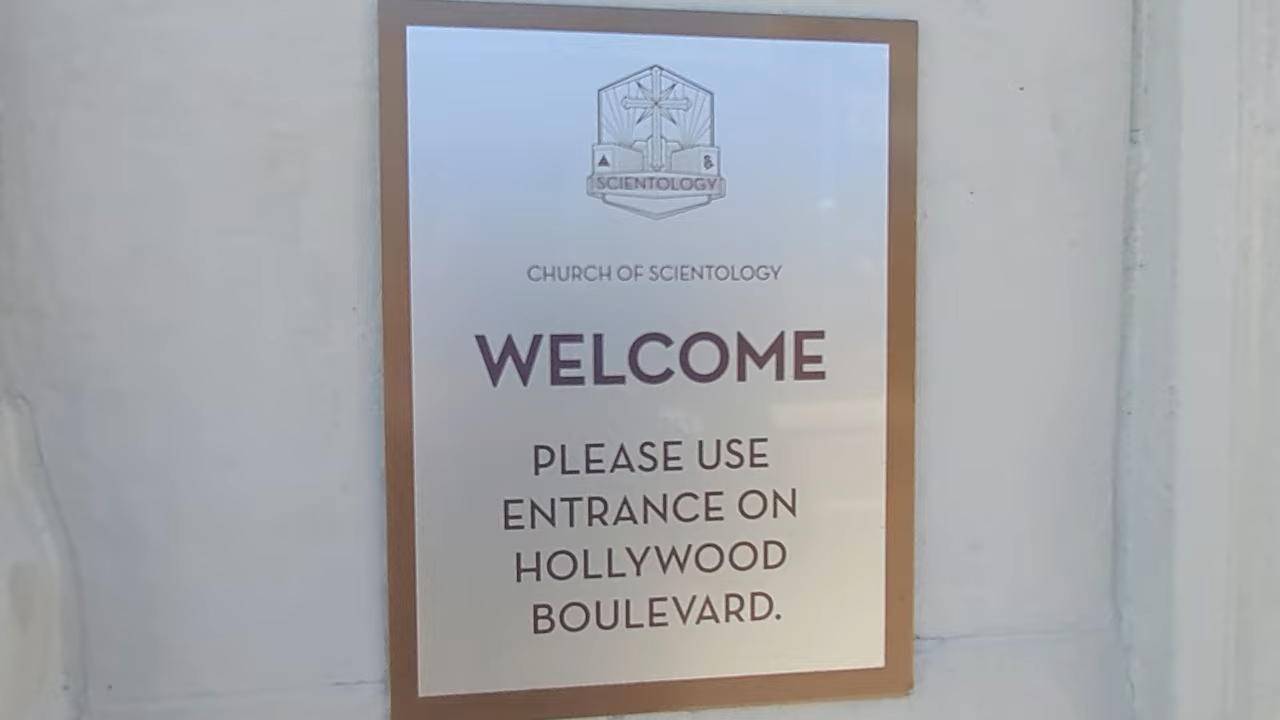 SCIENTOLOGY
CHURCH OF SCIENTOLOGY
WELCOME
PLEASE USE
ENTRANCE ON
HOLLYWOOD
BOULEVARD.